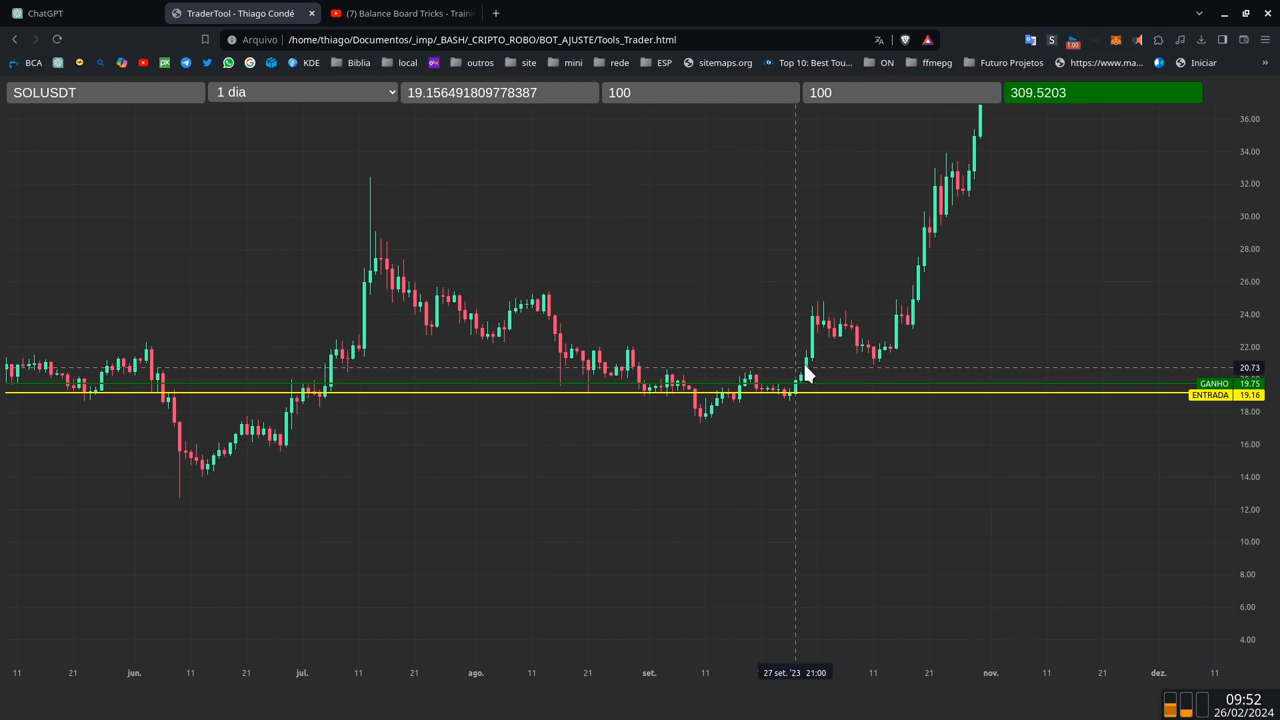 ChatGPT
TraderTool - Thiago Condé
(7) Balance Board Tricks - Traini
Arquivo /home/thiago/Documentos/_imp/_BASH/_CRIPTO_ROBO/BOT_AJUSTE/Tools_Trader.html
1.00
BCA KDE Biblia local outros site mini rede ESP sitemaps.org Top 10: Best Tou... ON ffmepg Futuro Projetos https://www.ma... Iniciar
SOLUSDT 1 dia 19.156491809778387 100 100 309.5203
36.00
34.00
32.00
30.00
28.00
26.00
24.00
22.00
20.73
GANHO 19.75
ENTRADA 19.16
18.00
16.00
14.00
12.00
10.00
8.00
6.00
4.00
11 21 jun. 11 21 jul. 11 21 ago. 11 21 set. 11 27 set. '23 21:00 11 21 nov. 11 21 dez. 11
09:52
26/02/2024